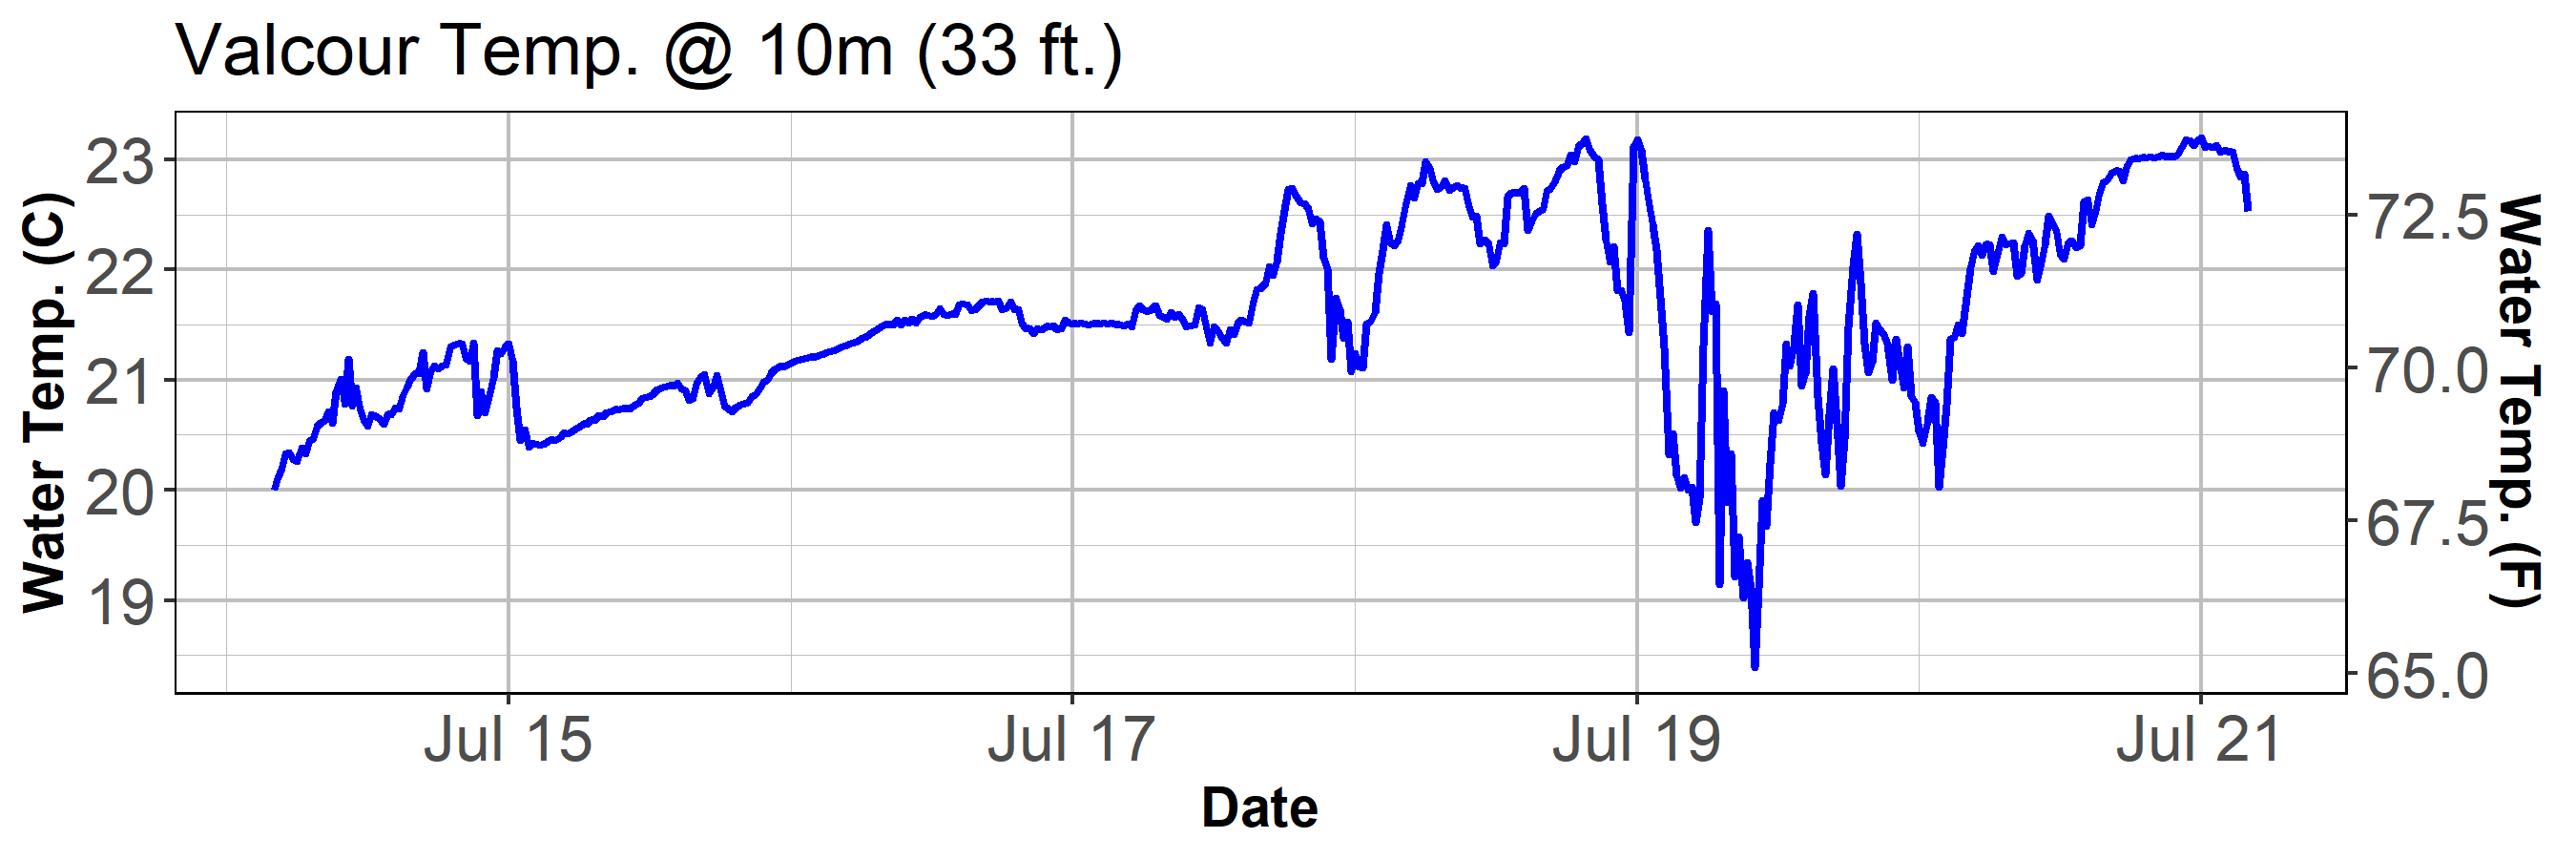 Valcour Temp. @ 10m (33 ft.)
Water Temp. (C)
23
22
21
20
19
72.5
70.0
67.5
65.0
Water Temp. (F)
Jul 15
Jul 17
Jul 19
Jul 21
Date